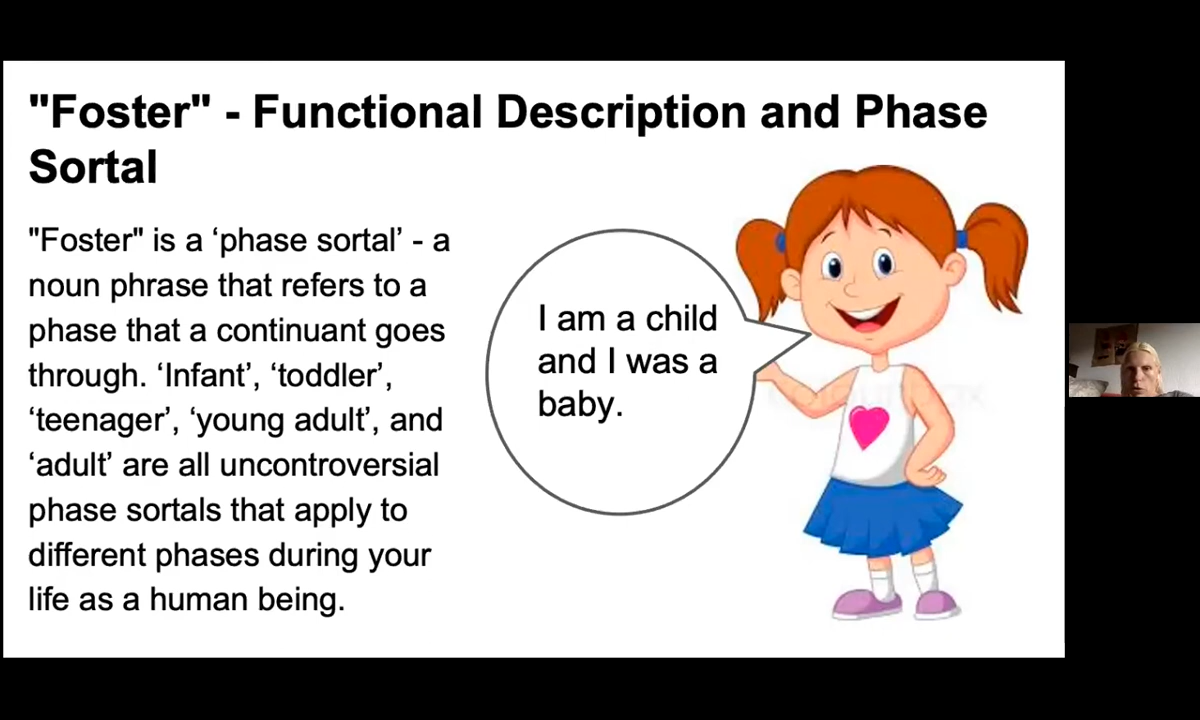 "Foster" - Functional Description and Phase
Sortal
"Foster" is a ‘phase sortal’ - a
noun phrase that refers to a
phase that a continuant goes
through. ‘Infant’, ‘toddler’,
‘teenager’, ‘young adult’, and
‘adult’ are all uncontroversial
phase sortals that apply to
different phases during your
life as a human being.
I am a child
and I was a
baby.